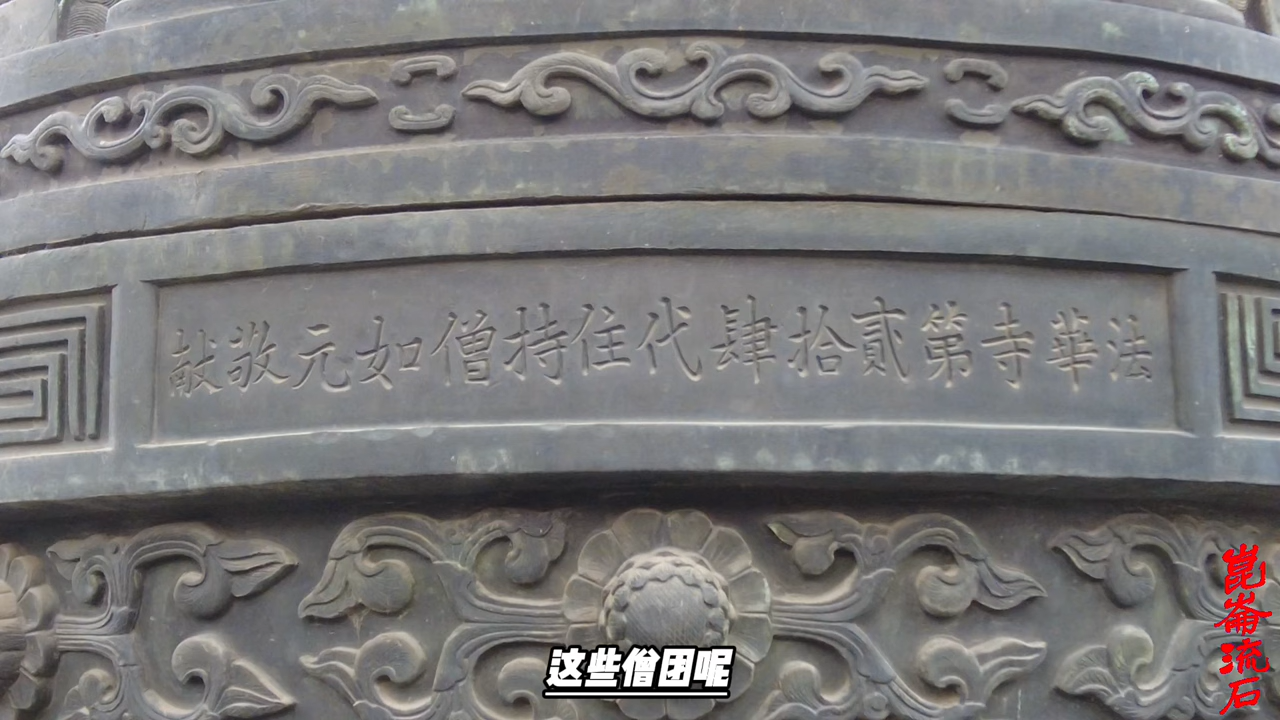 法華寺第貳拾肆代住持僧如元敬献
这些僧团呢
崑崙流石